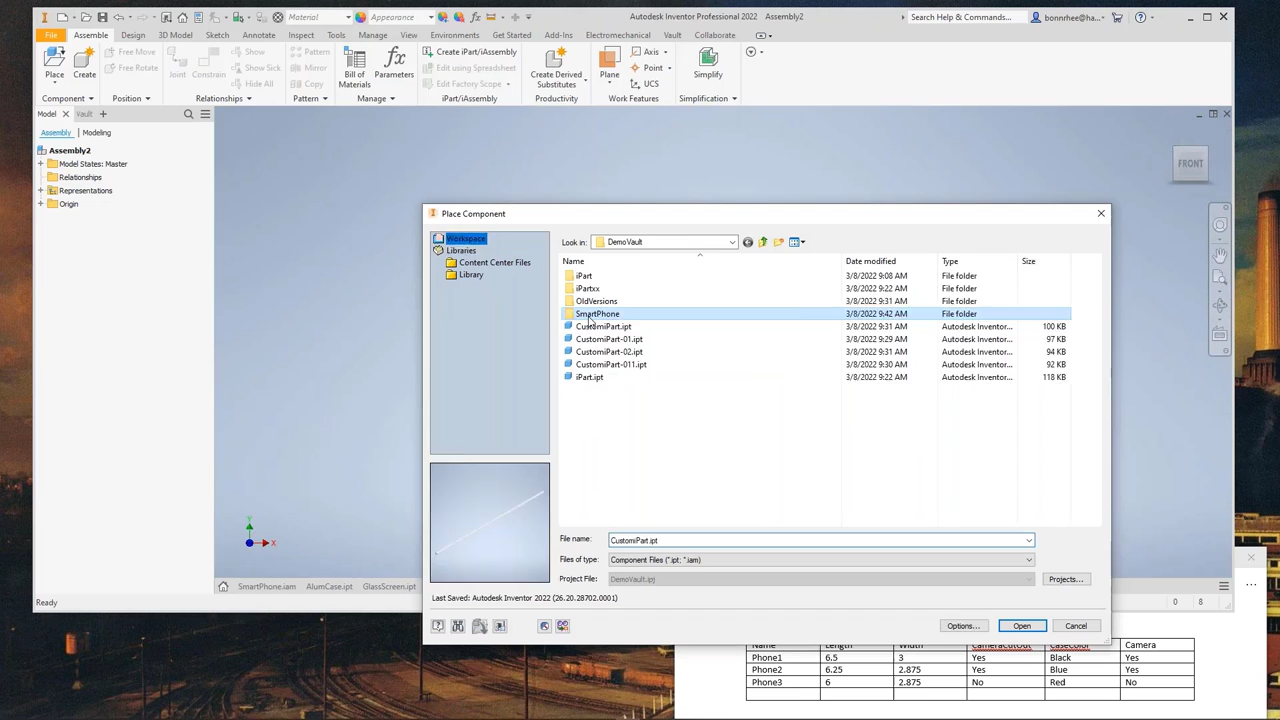 Material
Appearance
Autodesk Inventor Professional 2022 Assembly2
Search Help & Commands...
bonnrhee@ha...
File Assemble Design 3D Model Sketch Annotate Inspect Tools Manage View Environments Get Started Add-Ins Electromechanical Vault Collaborate
Place
Create
Free Move
Free Rotate
Joint
Constrain
Show
Show Sick
Hide All
Pattern
Mirror
Copy
Bill of
Materials
Parameters
Create iPart/iAssembly
Edit using Spreadsheet
Edit Factory Scope
Create Derived
Substitutes
Plane
Axis
Point
UCS
Simplify
Component Position Relationships Pattern Manage iPart/iAssembly Productivity Work Features Simplification
Model Vault
Assembly Modeling
Assembly2
Model States: Master
Relationships
Representations
Origin
FRONT
Place Component
Workspace
Libraries
Content Center Files
Library
Look in: DemoVault
Name Date modified Type Size
iPart 3/8/2022 9:08 AM File folder
iPartxx 3/8/2022 9:22 AM File folder
OldVersions 3/8/2022 9:31 AM File folder
SmartPhone 3/8/2022 9:42 AM File folder
CustomiPart.ipt 3/8/2022 9:31 AM Autodesk Inventor... 100 KB
CustomiPart-01.ipt 3/8/2022 9:29 AM Autodesk Inventor... 97 KB
CustomiPart-02.ipt 3/8/2022 9:31 AM Autodesk Inventor... 94 KB
CustomiPart-011.ipt 3/8/2022 9:30 AM Autodesk Inventor... 92 KB
iPart.ipt 3/8/2022 9:22 AM Autodesk Inventor... 118 KB
File name: CustomiPart.ipt
Files of type: Component Files (*.ipt; *.iam)
Project File: DemoVault.ipj
Projects...
Last Saved: Autodesk Inventor 2022 (26.20.28702.0001)
Options... Open Cancel
Y
X
SmartPhone.iam AlumCase.ipt GlassScreen.ipt
Ready
0 8
Name Length Width CameraCutOut CaseColor Camera
Phone1 6.5 3 Yes Black Yes
Phone2 6.25 2.875 Yes Blue Yes
Phone3 6 2.875 No Red No